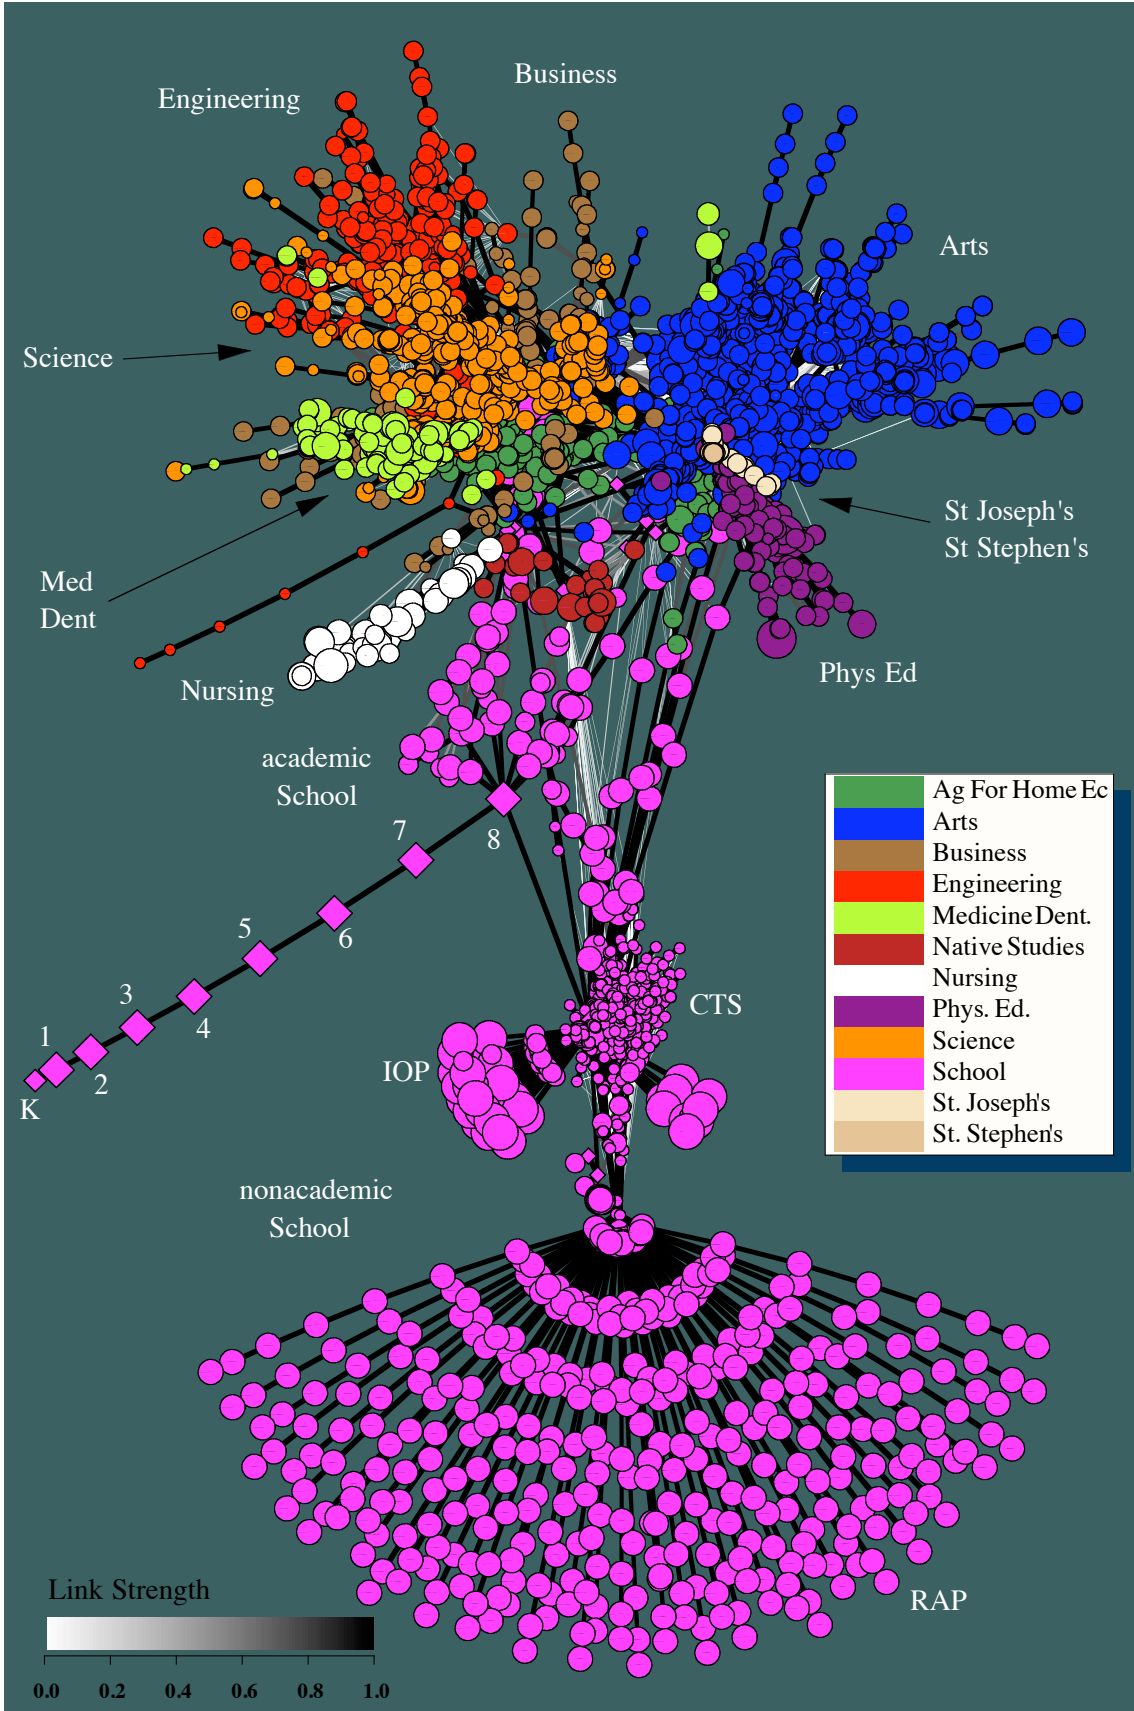 Business
Engineering
Arts
Science
St Joseph's
St Stephen's
Med
Dent
Phys Ed
Nursing
academic
School
8
7
6
5
4
3
2
1
K
Ag For Home Ec
Arts
Business
Engineering
Medicine Dent.
Native Studies
Nursing
Phys. Ed.
Science
School
St. Joseph's
St. Stephen's
CTS
IOP
nonacademic
School
RAP
Link Strength
0.0 0.2 0.4 0.6 0.8 1.0